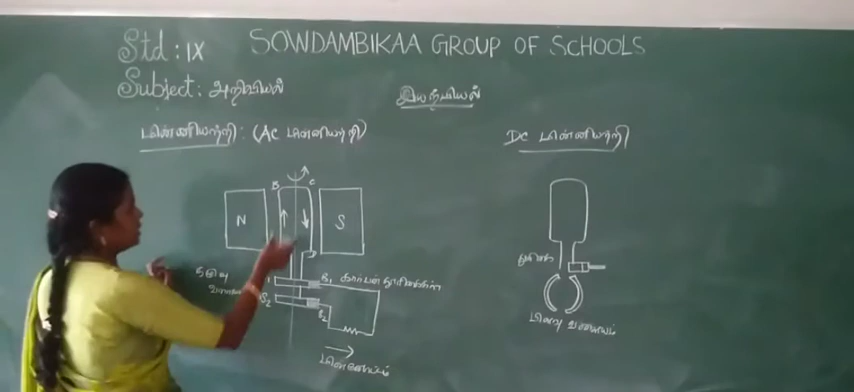 Std : IX SOWDAMBIKAA GROUP OF SCHOOLS
Subject : அறிவியல்
இயற்பியல்
மின்னியற்றி : (AC மின்னியற்றி)
DC மின்னியற்றி
B C
N S
B₁ கார்பன் தூரிகைகள்
S₂ B₂
தூரிகை
பிளவு வளையம்
மின்னோட்டம்